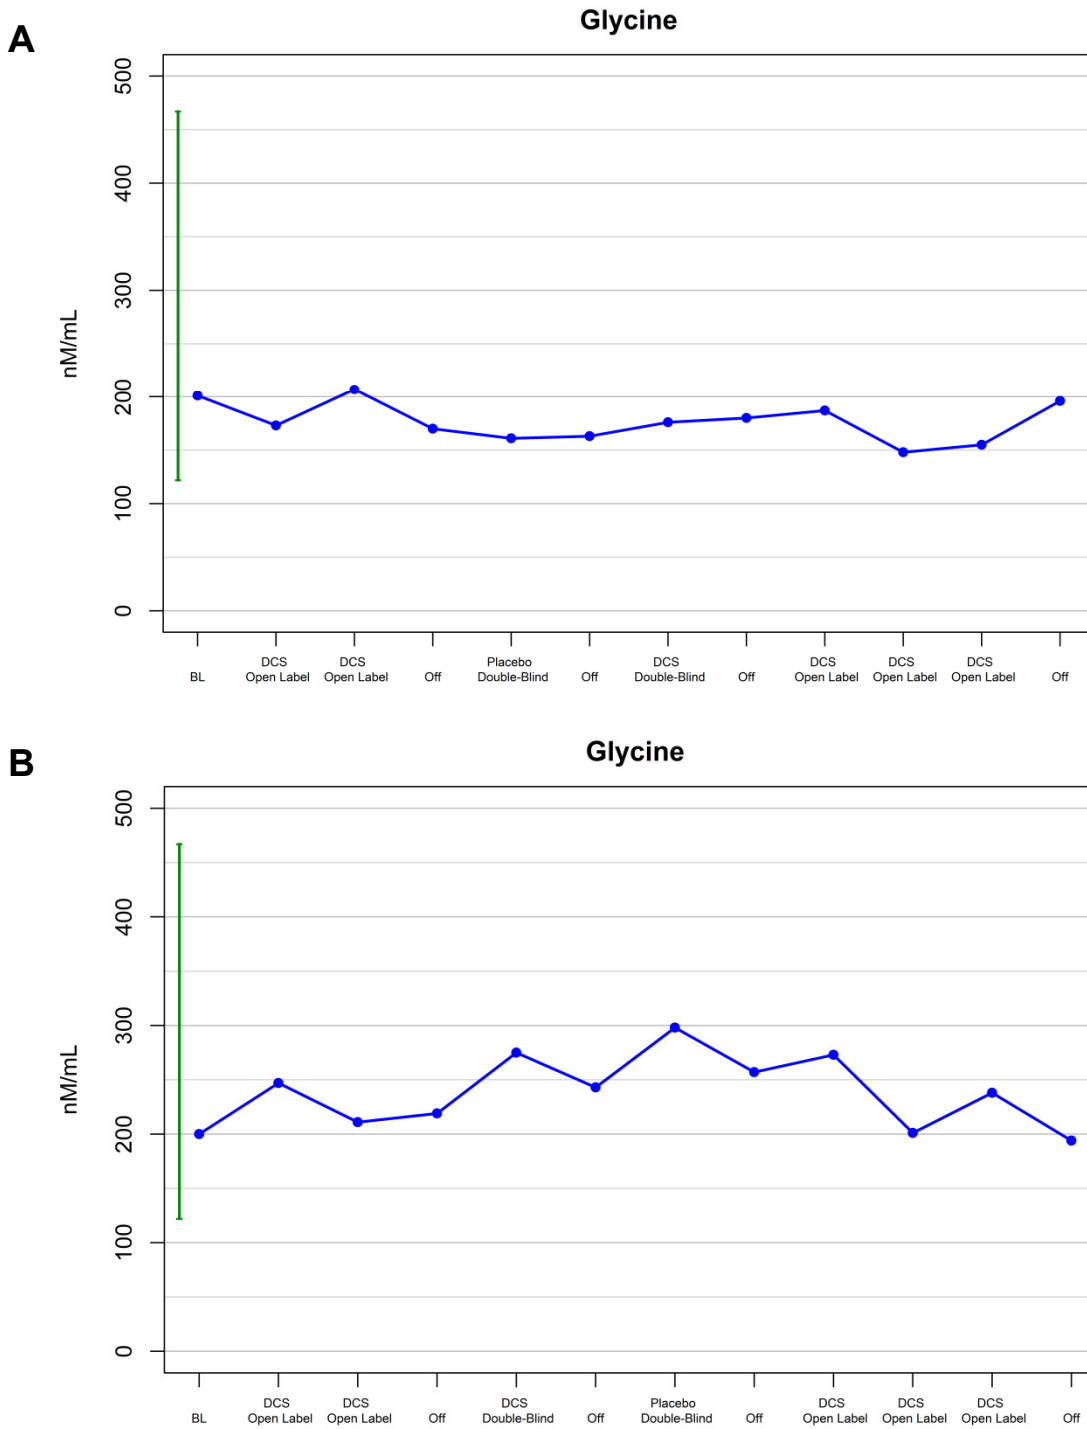 A
Glycine
nM/mL
500
400
300
200
100
0
BL
DCS
Open Label
DCS
Open Label
Off
Placebo
Double-Blind
Off
DCS
Double-Blind
Off
DCS
Open Label
DCS
Open Label
DCS
Open Label
Off
B
Glycine
nM/mL
500
400
300
200
100
0
BL
DCS
Open Label
DCS
Open Label
Off
DCS
Double-Blind
Off
Placebo
Double-Blind
Off
DCS
Open Label
DCS
Open Label
DCS
Open Label
Off